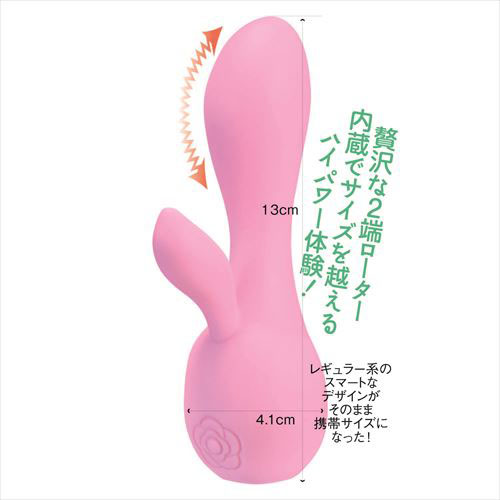 贅沢な2端ローター
内蔵でサイズを越える
ハイパワー体験！
13cm
レギュラー系の
スマートな
デザインが
そのまま
携帯サイズに
なった！
4.1cm